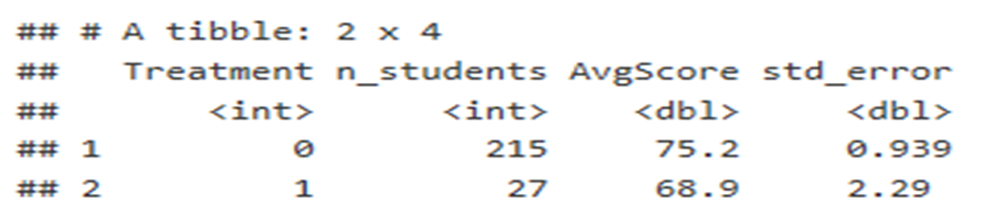 ## # A tibble: 2 x 4
##   Treatment n_students AvgScore std_error
##       <int>      <int>    <dbl>     <dbl>
## 1         0        215     75.2     0.939
## 2         1         27     68.9     2.29